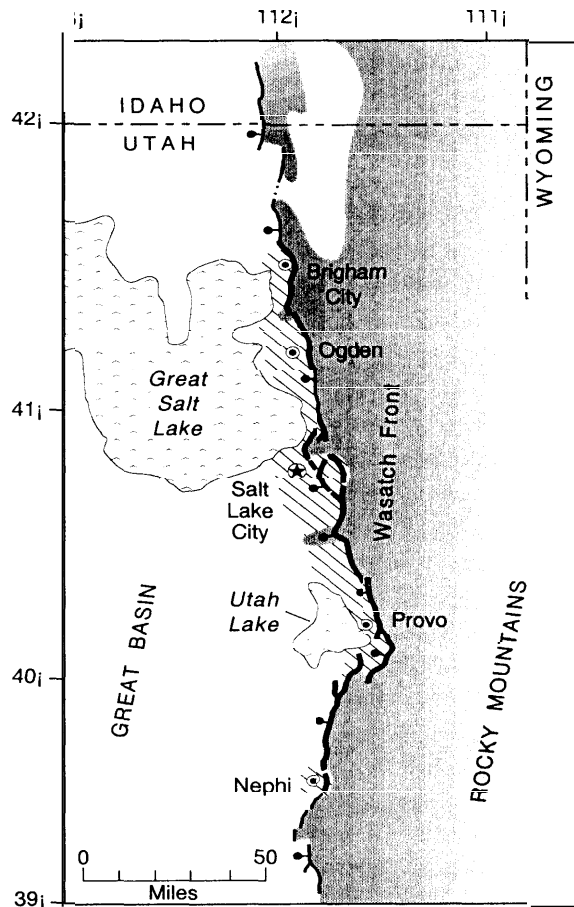 112¡
111¡
42¡
IDAHO
UTAH
WYOMING
Brigham
City
Ogden
Great
Salt
Lake
41¡
Wasatch Front
Salt
Lake
City
Utah
Lake
Provo
GREAT BASIN
40¡
ROCKY MOUNTAINS
Nephi
0 50
Miles
39¡